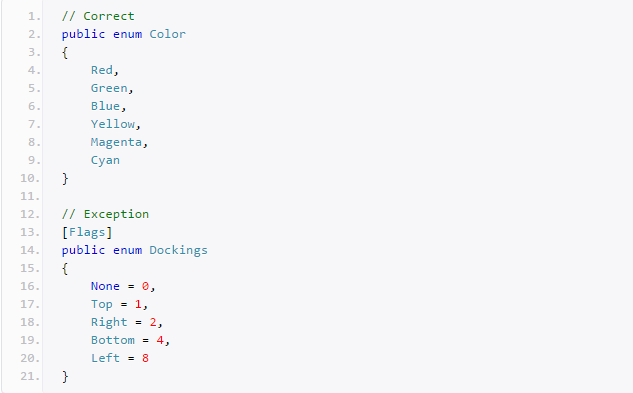 1. // Correct
2. public enum Color
3. {
4.     Red,
5.     Green,
6.     Blue,
7.     Yellow,
8.     Magenta,
9.     Cyan
10. }
11.
12. // Exception
13. [Flags]
14. public enum Dockings
15. {
16.     None = 0,
17.     Top = 1,
18.     Right = 2,
19.     Bottom = 4,
20.     Left = 8
21. }